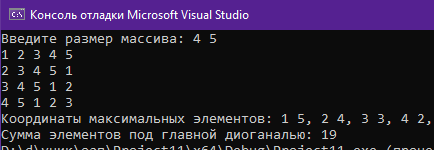 Консоль отладки Microsoft Visual Studio
Введите размер массива: 4 5
1 2 3 4 5
2 3 4 5 1
3 4 5 1 2
4 5 1 2 3
Координаты максимальных элементов: 1 5, 2 4, 3 3, 4 2,
Сумма элементов под главной диогональю: 19